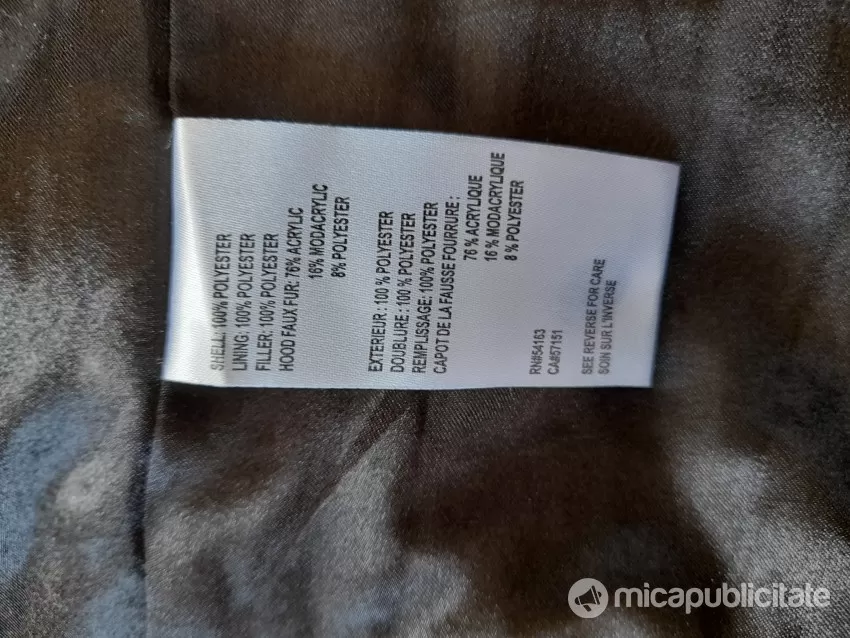 SHELL: 100% POLYESTER
LINING: 100% POLYESTER
FILLER: 100% POLYESTER
HOOD FAUX FUR: 76% ACRYLIC
16% MODACRYLIC
8% POLYESTER
EXTERIEUR: 100 % POLYESTER
DOUBLURE: 100 % POLYESTER
REMPLISSAGE: 100% POLYESTER
CAPOT DE LA FAUSSE FOURRURE :
76 % ACRYLIQUE
16 % MODACRYLIQUE
8 % POLYESTER
RN#54163
CA#57151
SEE REVERSE FOR CARE
SOIN SUR L'INVERSE
micapublicitate